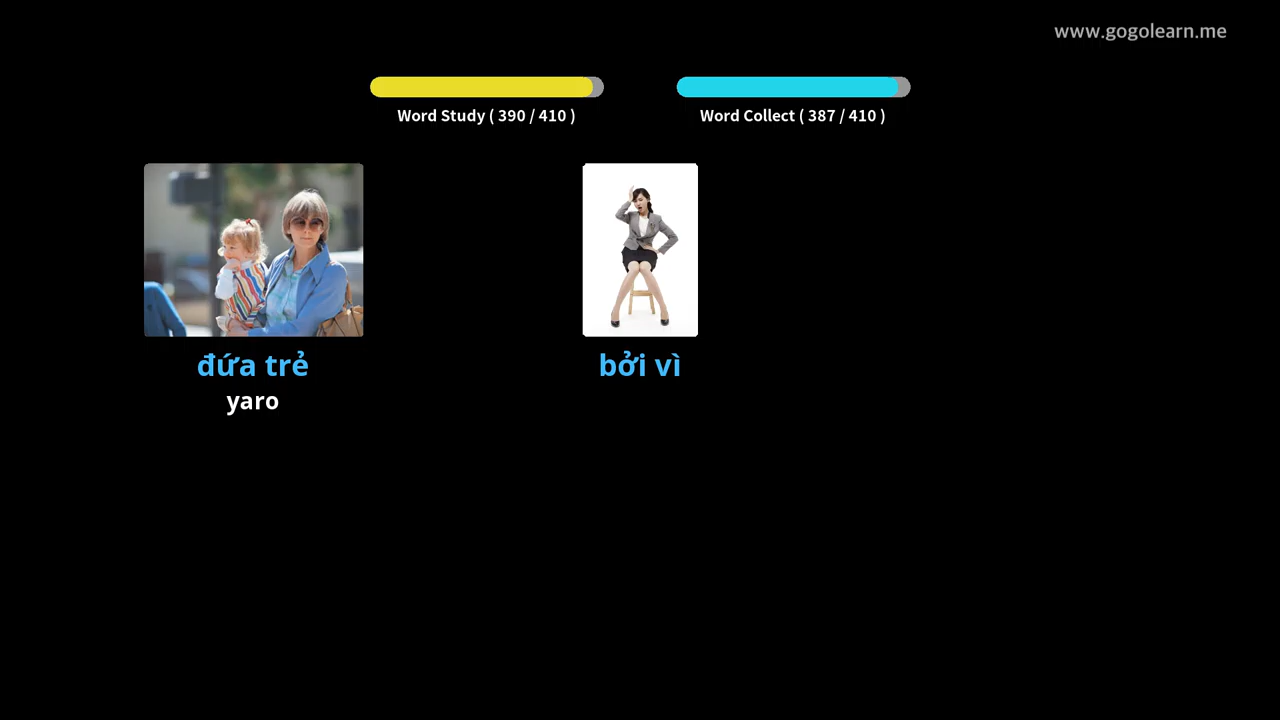 www.gogolearn.me
Word Study ( 390 / 410 )
Word Collect ( 387 / 410 )
đứa trẻ
yaro
bởi vì